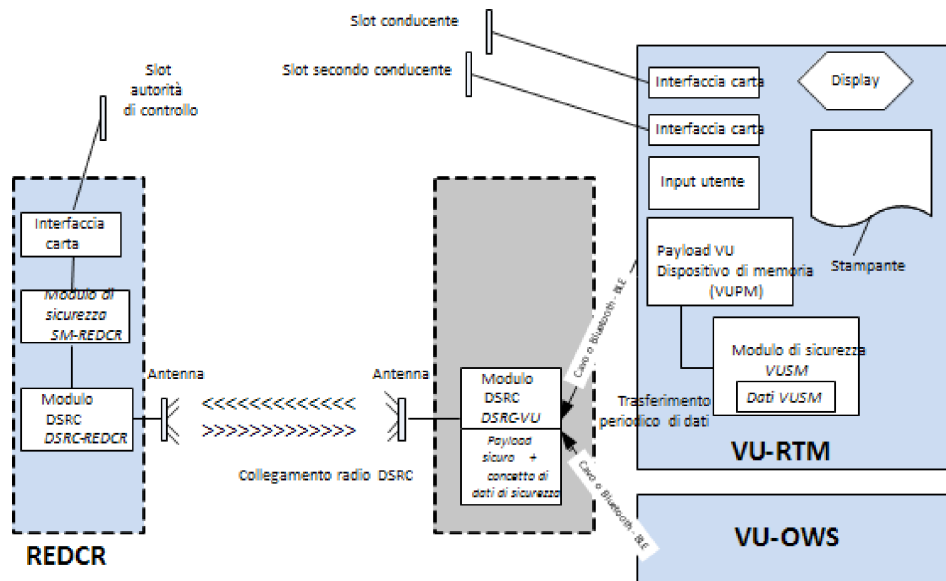 Slot conducente
Slot
autorità
di controllo
Slot secondo conducente
Interfaccia carta
Display
Interfaccia carta
Input utente
Interfaccia
carta
Payload VU
Dispositivo di memoria
(VUPM)
Stampante
Modulo di
sicurezza
SM-REDCR
Cavo o Bluetooth - BLE
Modulo di sicurezza
VUSM
Dati VUSM
Antenna
Antenna
Modulo
DSRC
DSRC-REDCR
<<<<<<<<<<<<<
>>>>>>>>>>>>>
Modulo
DSRC
DSRC-VU
Trasferimento
periodico di dati
Payload
sicuro +
concetto di
dati di sicurezza
Collegamento radio DSRC
VU-RTM
Cavo o Bluetooth - BLE
REDCR
VU-OWS